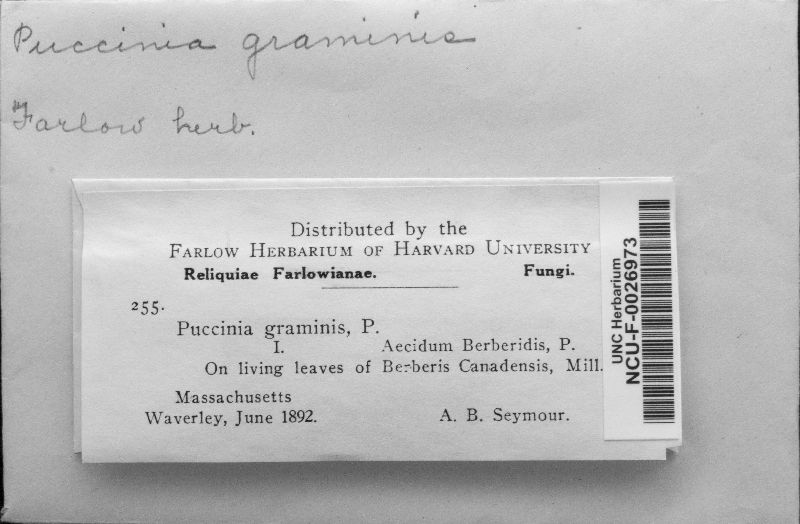 Puccinia graminis
Farlow herb.
Distributed by the
FARLOW HERBARIUM OF HARVARD UNIVERSITY
Reliquiae Farlowianae. Fungi.
255.
Puccinia graminis, P.
I. Aecidum Berberidis, P.
On living leaves of Berberis Canadensis, Mill.
Massachusetts
Waverley, June 1892. A. B. Seymour.
UNC Herbarium
NCU-F-0026973